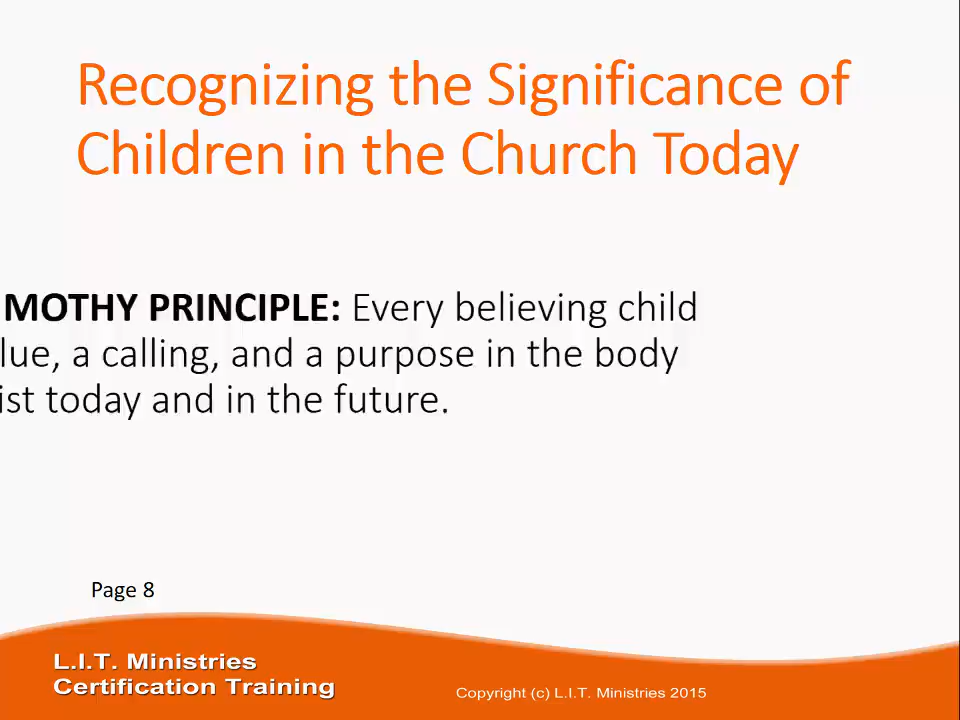 Recognizing the Significance of
Children in the Church Today
MOTHY PRINCIPLE: Every believing child
lue, a calling, and a purpose in the body
ist today and in the future.
Page 8
L.I.T. Ministries
Certification Training
Copyright (c) L.I.T. Ministries 2015